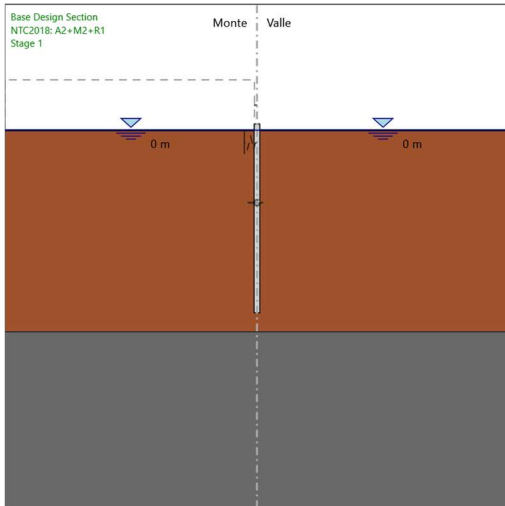 Base Design Section
NTC2018: A2+M2+R1
Stage 1
Monte Valle
0 m 0 m